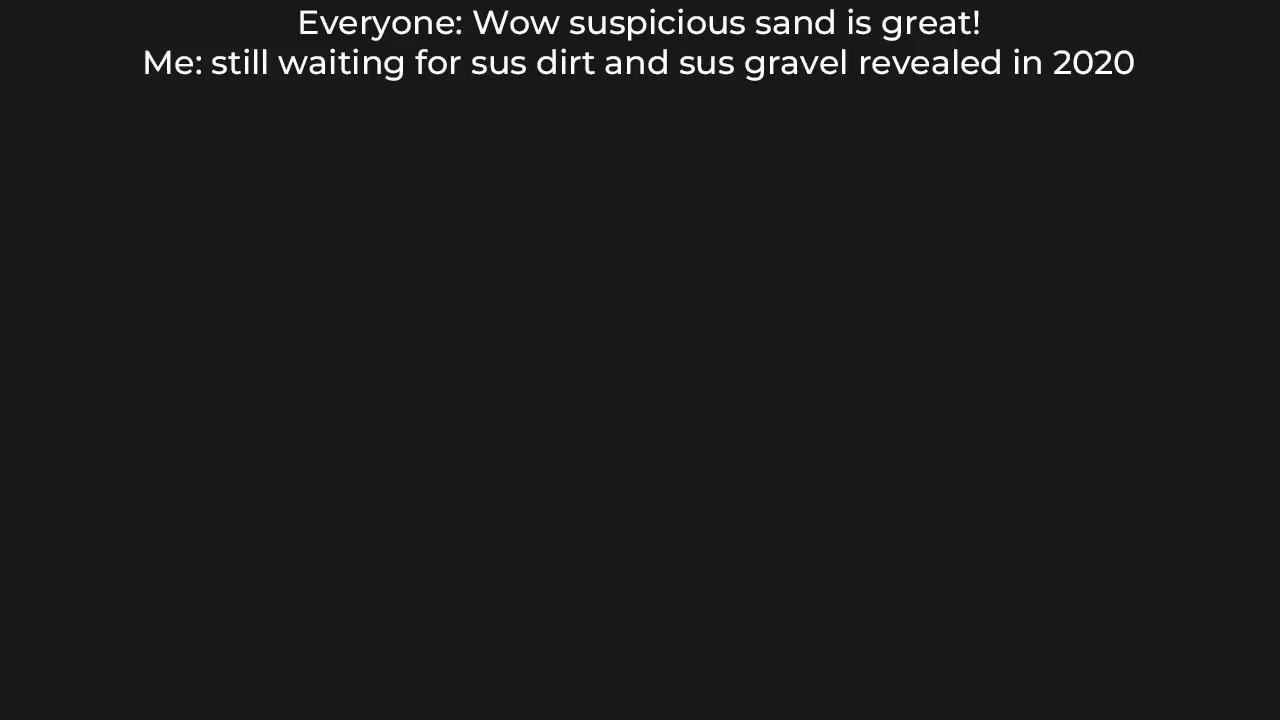 Everyone: Wow suspicious sand is great!
Me: still waiting for sus dirt and sus gravel revealed in 2020